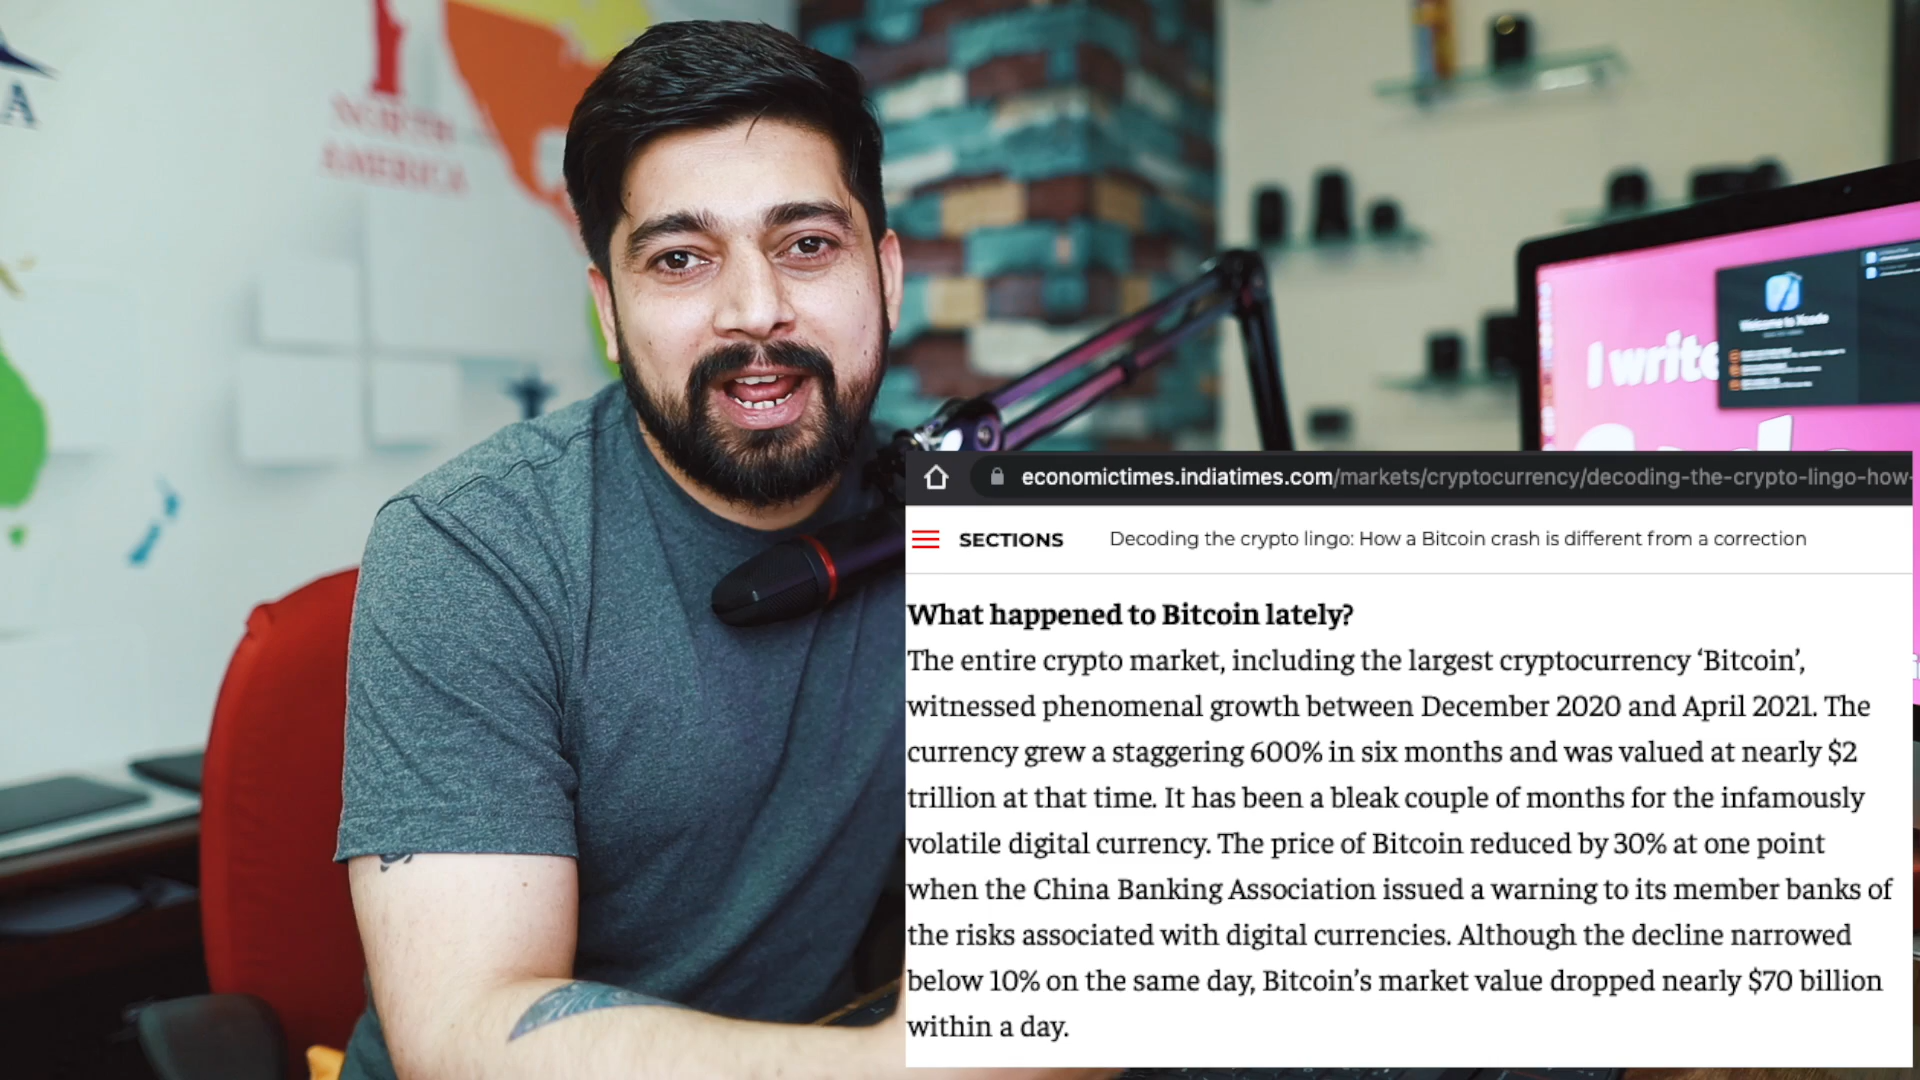 A
NORTH
AMERICA
I write
Welcome to Xcode
economictimes.indiatimes.com/markets/cryptocurrency/decoding-the-crypto-lingo-how-
SECTIONS
Decoding the crypto lingo: How a Bitcoin crash is different from a correction
What happened to Bitcoin lately?
The entire crypto market, including the largest cryptocurrency ‘Bitcoin’,
witnessed phenomenal growth between December 2020 and April 2021. The
currency grew a staggering 600% in six months and was valued at nearly $2
trillion at that time. It has been a bleak couple of months for the infamously
volatile digital currency. The price of Bitcoin reduced by 30% at one point
when the China Banking Association issued a warning to its member banks of
the risks associated with digital currencies. Although the decline narrowed
below 10% on the same day, Bitcoin’s market value dropped nearly $70 billion
within a day.